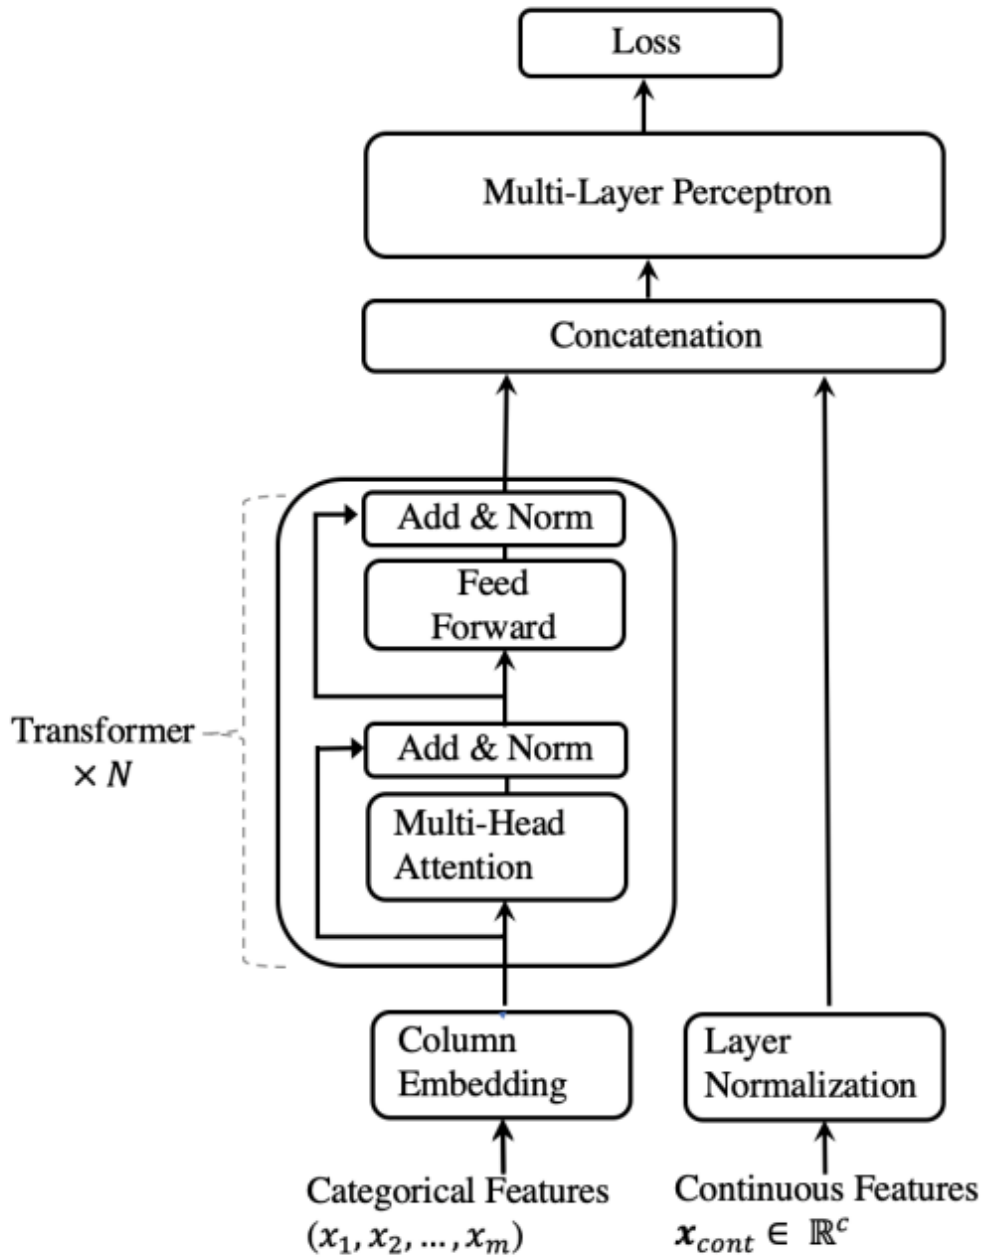 Loss
Multi-Layer Perceptron
Concatenation
Add & Norm
Feed
Forward
Add & Norm
Multi-Head
Attention
Transformer
× N
Column
Embedding
Layer
Normalization
Categorical Features
(x₁, x₂, ..., xₘ)
Continuous Features
x_cont ∈ ℝᶜ